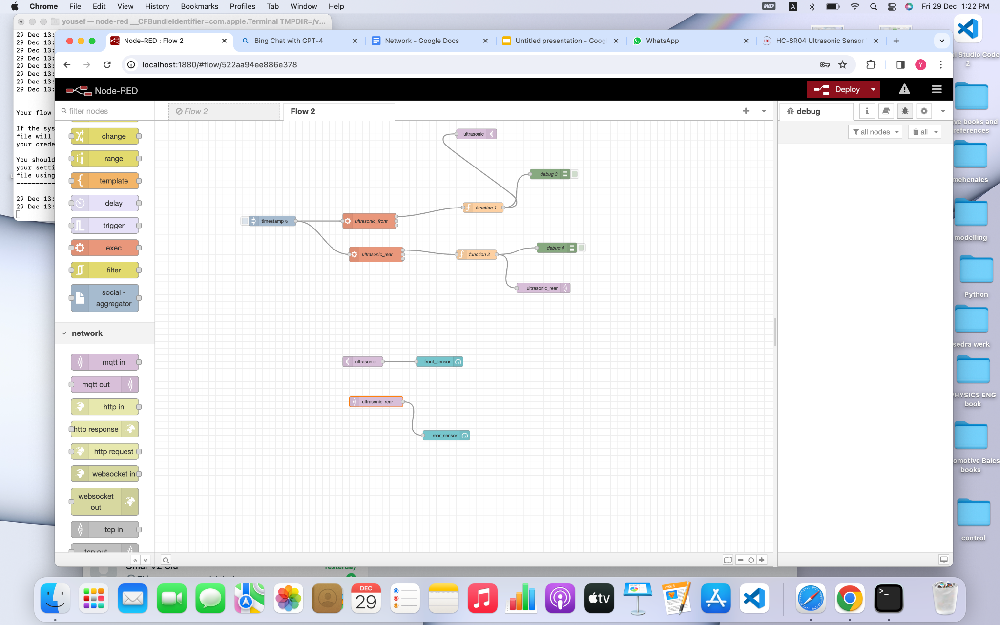 Chrome File Edit View History Bookmarks Profiles Tab Window Help
WD A Fri 29 Dec 1:22 PM
yousef — node-red __CFBundleIdentifier=com.apple.Terminal TMPDIR=/v...
29 Dec 13:
29 Dec 13:
29 Dec 13:
29 Dec 13:
29 Dec 13:
29 Dec 13:
29 Dec 13:
29 Dec 13:
Your flow
If the sys
file will
your crede
You should
your setti
file using
29 Dec 13:
29 Dec 13:
Node-RED : Flow 2
Bing Chat with GPT-4
Network - Google Docs
Untitled presentation - Goog
WhatsApp
101 HC-SR04 Ultrasonic Sensor
localhost:1880/#flow/522aa94ee886e378
Y
Node-RED
Deploy
filter nodes
Flow 2
Flow 2
debug
i
all nodes
all
change
range
template
delay
trigger
exec
filter
social -
aggregator
network
mqtt in
mqtt out
http in
http response
http request
websocket in
websocket
out
tcp in
tcp out
ultrasonic
debug 3
function 1
timestamp ↻
ultrasonic_front
ultrasonic_rear
function 2
debug 4
ultrasonic_rear
ultrasonic
front_sensor
ultrasonic_rear
rear_sensor
l Studio Code
2
ve books and
references
mehcnaics
modelling
Python
sedra werk
PHYSICS ENG
book
omotive Baics
books
control
Yesterday
DEC
29
tv
KEYNOTE
PAGES
>_